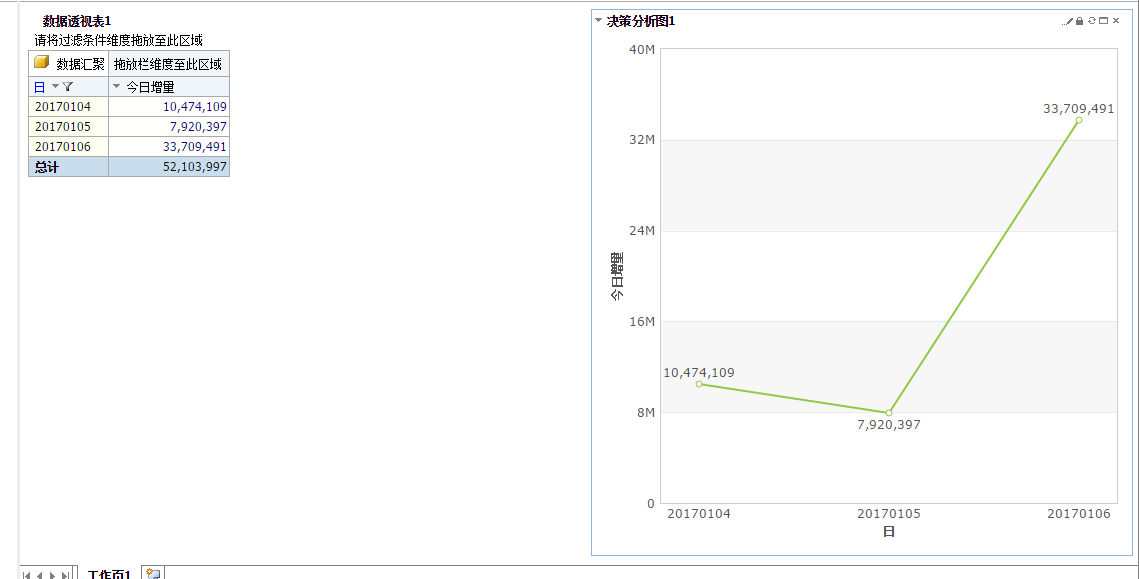 数据透视表1
请将过滤条件维度拖放至此区域
数据汇聚 拖放栏维度至此区域
日 今日增量
20170104 10,474,109
20170105 7,920,397
20170106 33,709,491
总计 52,103,997
决策分析图1
40M
33,709,491
32M
24M
今日增量
16M
10,474,109
8M
7,920,397
0
20170104 20170105 20170106
日
工作页1